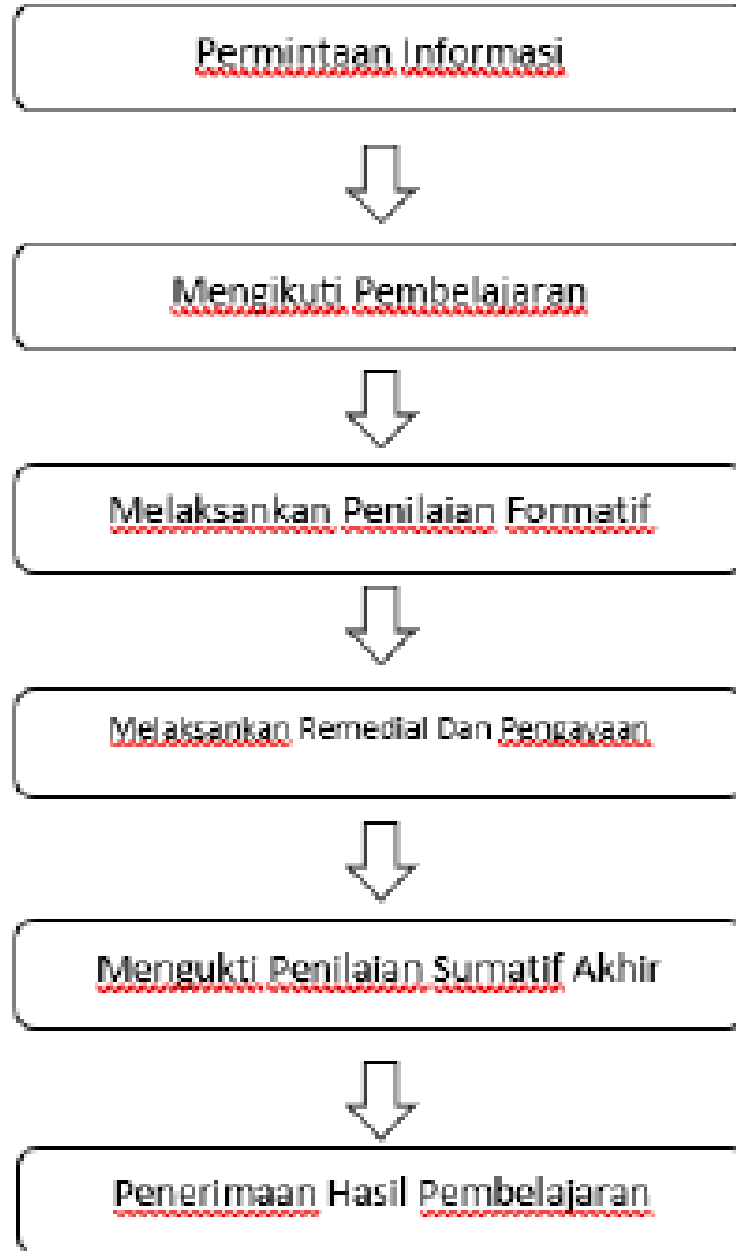 Permintaan Informasi
Mengikuti Pembelajaran
Melaksankan Penilaian Formatif
Melaksankan Remedial Dan Pengayaan
Mengukti Penilaian Sumatif Akhir
Penerimaan Hasil Pembelajaran